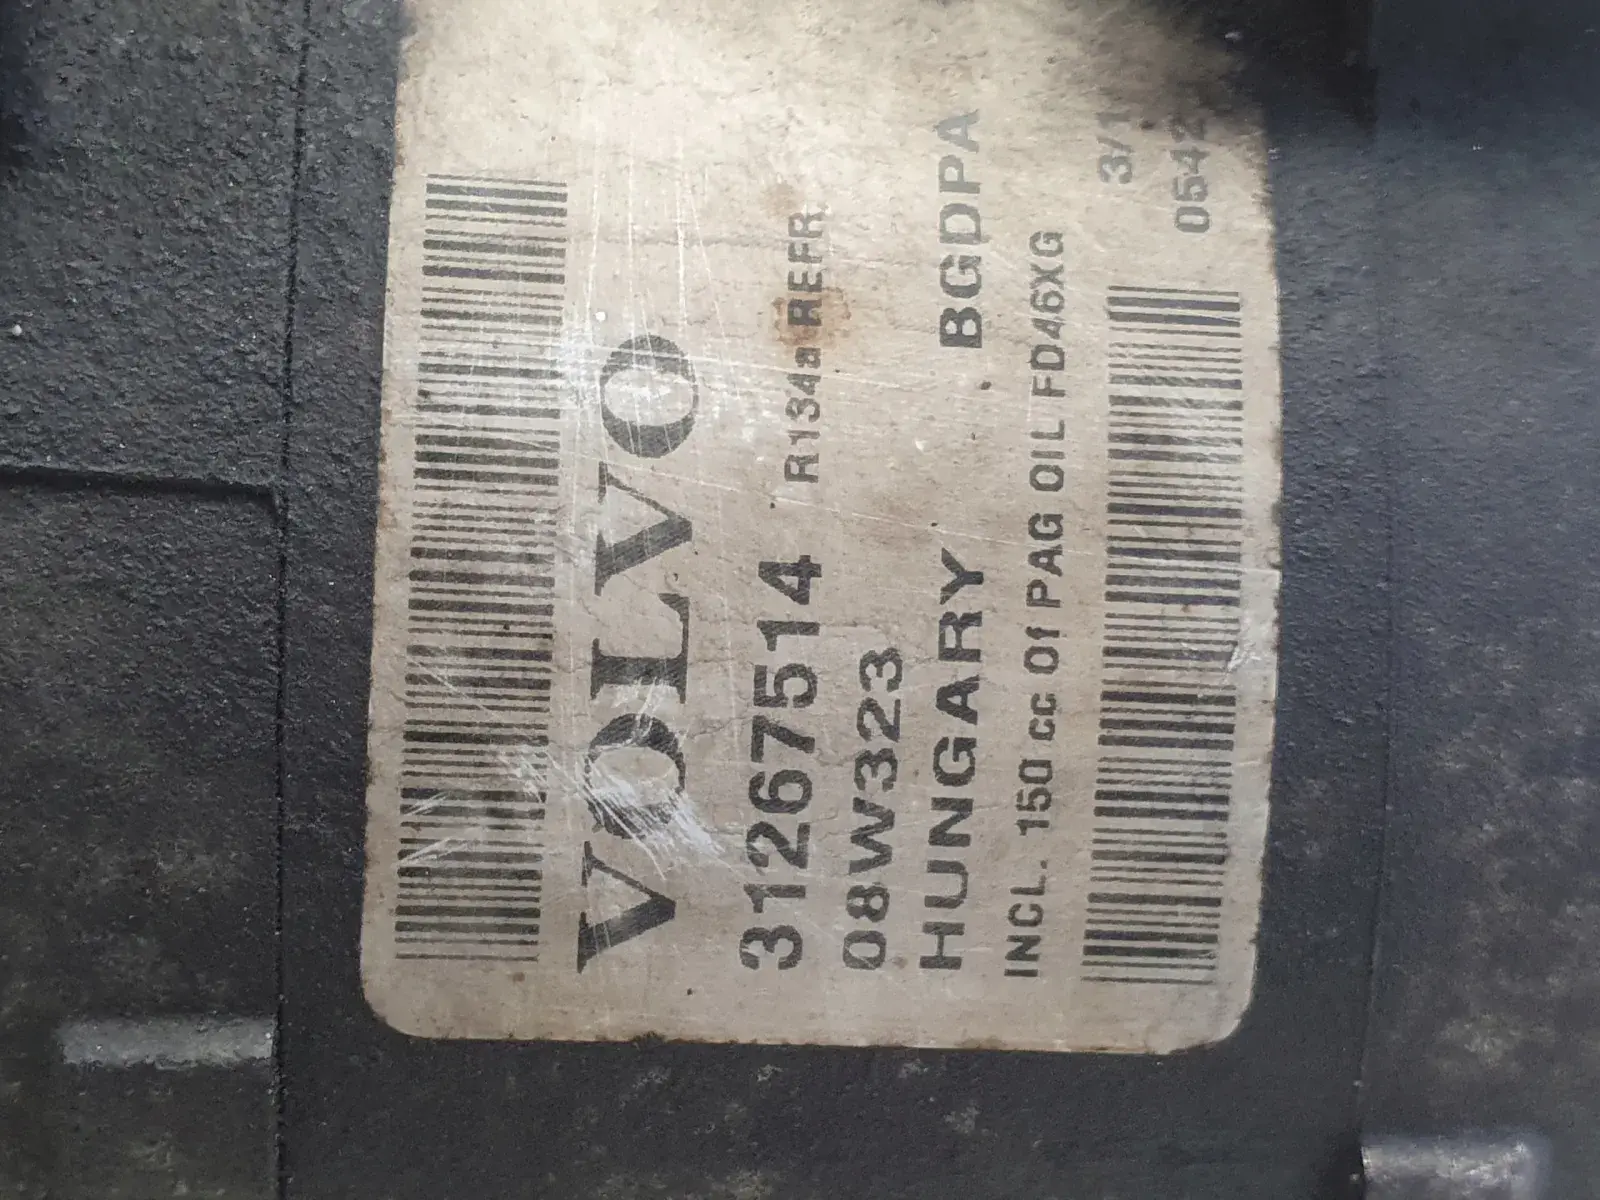 VOLVO
31267514 R134a REFR.
08W323
HUNGARY BGDPA
INCL. 150 cc Of PAG OIL FD46XG
3/1
0542